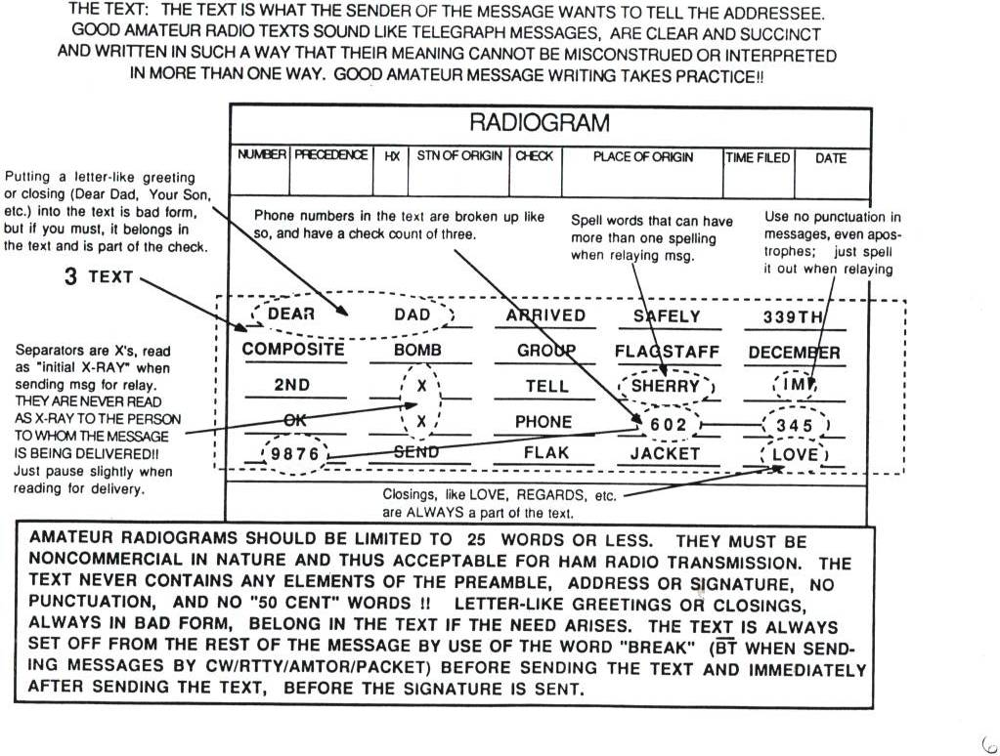 THE TEXT: THE TEXT IS WHAT THE SENDER OF THE MESSAGE WANTS TO TELL THE ADDRESSEE.
GOOD AMATEUR RADIO TEXTS SOUND LIKE TELEGRAPH MESSAGES, ARE CLEAR AND SUCCINCT
AND WRITTEN IN SUCH A WAY THAT THEIR MEANING CANNOT BE MISCONSTRUED OR INTERPRETED
IN MORE THAN ONE WAY. GOOD AMATEUR MESSAGE WRITING TAKES PRACTICE!!
RADIOGRAM
NUMBER PRECEDENCE HX STN OF ORIGIN CHECK PLACE OF ORIGIN TIME FILED DATE
Putting a letter-like greeting
or closing (Dear Dad, Your Son,
etc.) into the text is bad form,
but if you must, it belongs in
the text and is part of the check.
Phone numbers in the text are broken up like
so, and have a check count of three.
Spell words that can have
more than one spelling
when relaying msg.
Use no punctuation in
messages, even apos-
trophes; just spell
it out when relaying
3 TEXT
DEAR DAD ARRIVED SAFELY 339TH
COMPOSITE BOMB GROUP FLAGSTAFF DECEMBER
2ND X TELL SHERRY IM
OK X PHONE 602 345
9876 SEND FLAK JACKET LOVE
Separators are X's, read
as "initial X-RAY" when
sending msg for relay.
THEY ARE NEVER READ
AS X-RAY TO THE PERSON
TO WHOM THE MESSAGE
IS BEING DELIVERED!!
Just pause slightly when
reading for delivery.
Closings, like LOVE, REGARDS, etc.
are ALWAYS a part of the text.
AMATEUR RADIOGRAMS SHOULD BE LIMITED TO 25 WORDS OR LESS. THEY MUST BE
NONCOMMERCIAL IN NATURE AND THUS ACCEPTABLE FOR HAM RADIO TRANSMISSION. THE
TEXT NEVER CONTAINS ANY ELEMENTS OF THE PREAMBLE, ADDRESS OR SIGNATURE, NO
PUNCTUATION, AND NO "50 CENT" WORDS !! LETTER-LIKE GREETINGS OR CLOSINGS,
ALWAYS IN BAD FORM, BELONG IN THE TEXT IF THE NEED ARISES. THE TEXT IS ALWAYS
SET OFF FROM THE REST OF THE MESSAGE BY USE OF THE WORD "BREAK" (BT WHEN SEND-
ING MESSAGES BY CW/RTTY/AMTOR/PACKET) BEFORE SENDING THE TEXT AND IMMEDIATELY
AFTER SENDING THE TEXT, BEFORE THE SIGNATURE IS SENT.
6